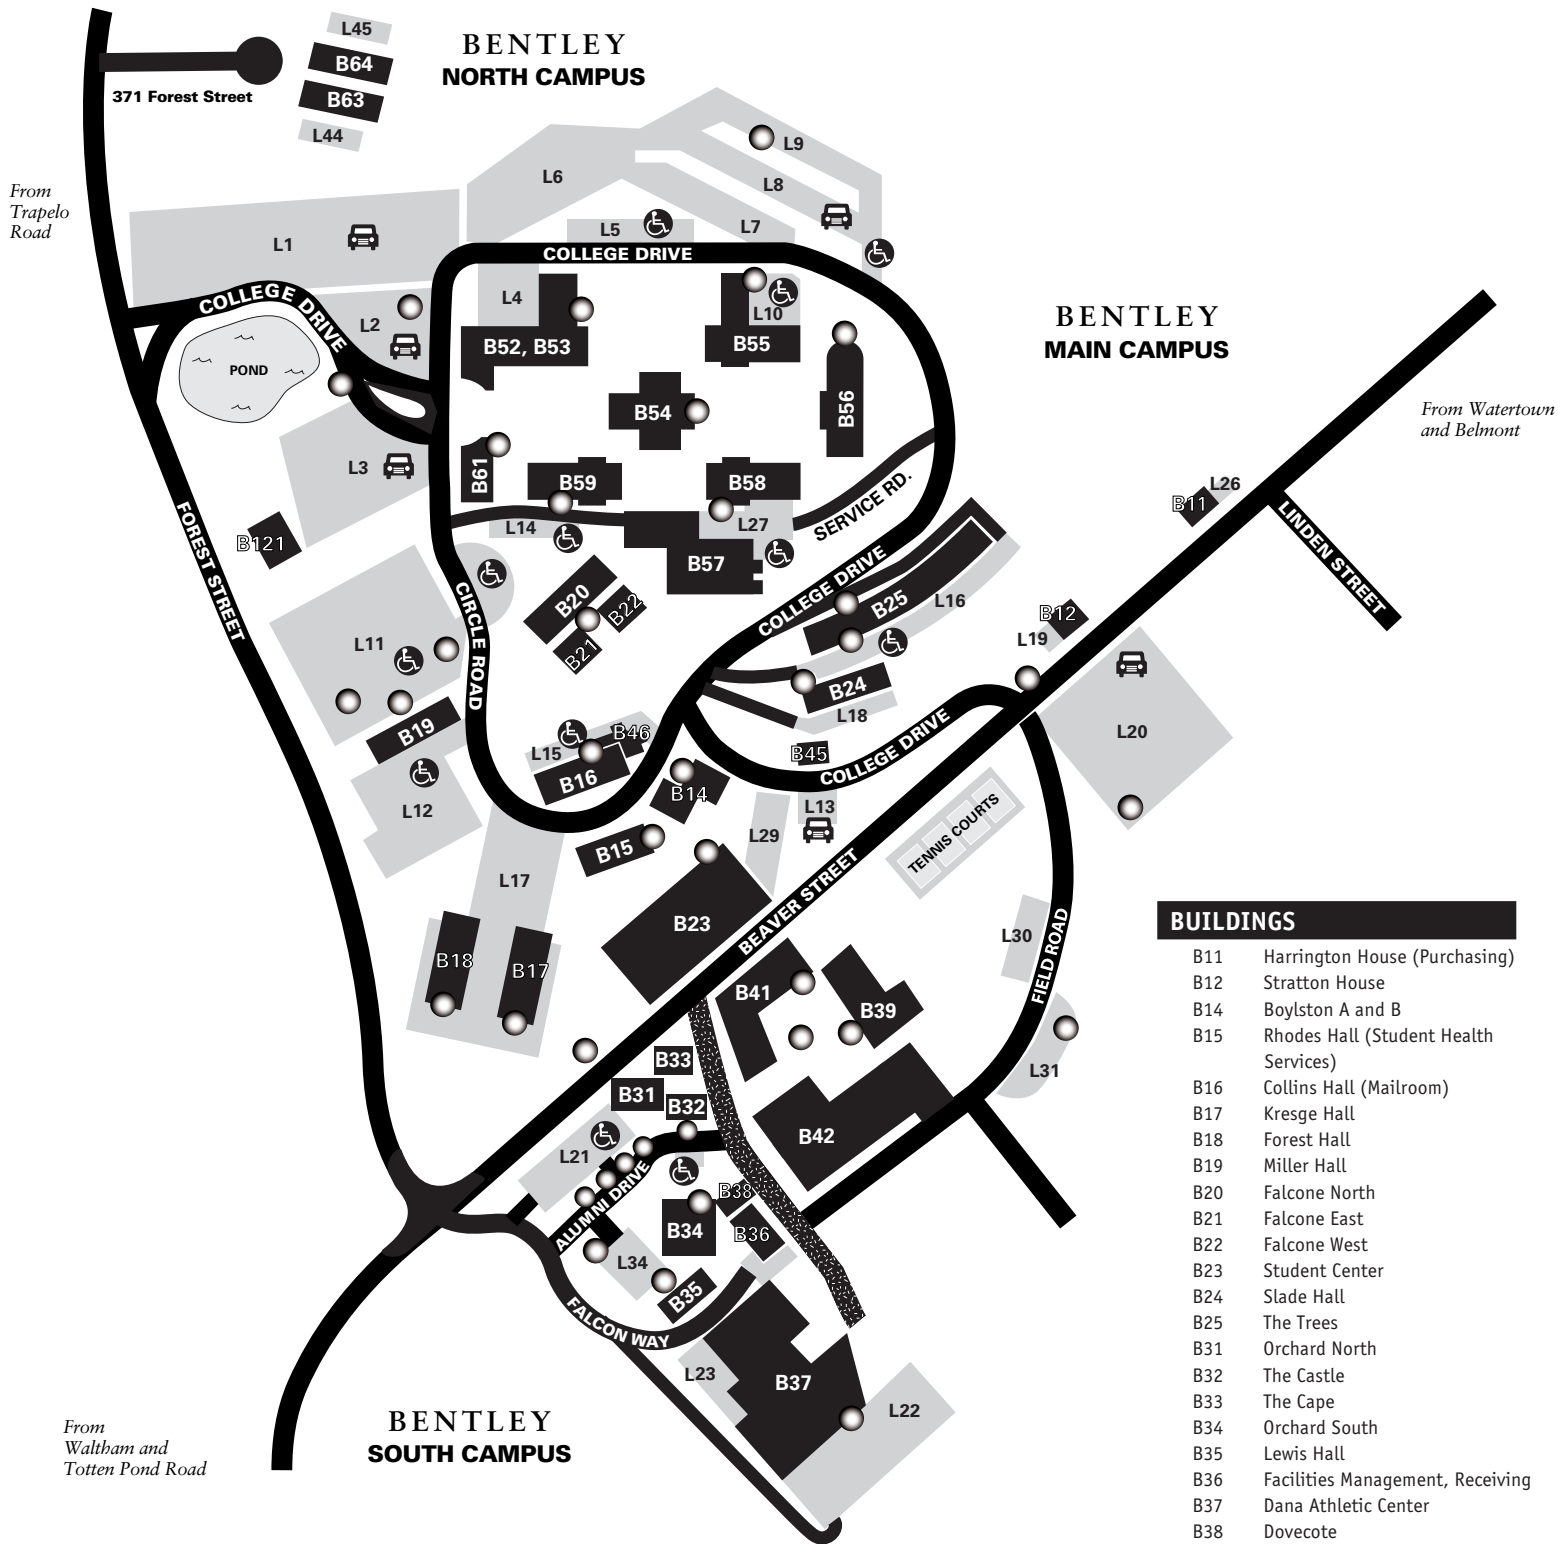 L45
BENTLEY
NORTH CAMPUS
B64
371 Forest Street
B63
L44
From
Trapelo
Road
L9
L6
L8
L5
L7
L1
COLLEGE DRIVE
COLLEGE DRIVE
L4
L10
L2
B52, B53
B55
BENTLEY
MAIN CAMPUS
POND
B54
B56
From Watertown
and Belmont
L3
B61
B59
B58
SERVICE RD.
L26
B11
LINDEN STREET
FOREST STREET
B121
L14
L27
B57
COLLEGE DRIVE
CIRCLE ROAD
B20
B22
B21
B25
L16
B12
L19
L11
B24
L18
B19
L15
B46
B16
B45
COLLEGE DRIVE
L20
L12
B14
L13
L29
TENNIS COURTS
B15
L17
BEAVER STREET
B23
L30
FIELD ROAD
B18
B17
B41
B39
B33
B31
B32
L31
B42
L21
ALUMNI DRIVE
B38
B34
B36
L34
B35
FALCON WAY
L23
B37
L22
BENTLEY
SOUTH CAMPUS
From
Waltham and
Totten Pond Road
BUILDINGS
B11 Harrington House (Purchasing)
B12 Stratton House
B14 Boylston A and B
B15 Rhodes Hall (Student Health
Services)
B16 Collins Hall (Mailroom)
B17 Kresge Hall
B18 Forest Hall
B19 Miller Hall
B20 Falcone North
B21 Falcone East
B22 Falcone West
B23 Student Center
B24 Slade Hall
B25 The Trees
B31 Orchard North
B32 The Castle
B33 The Cape
B34 Orchard South
B35 Lewis Hall
B36 Facilities Management, Receiving
B37 Dana Athletic Center
B38 Dovecote